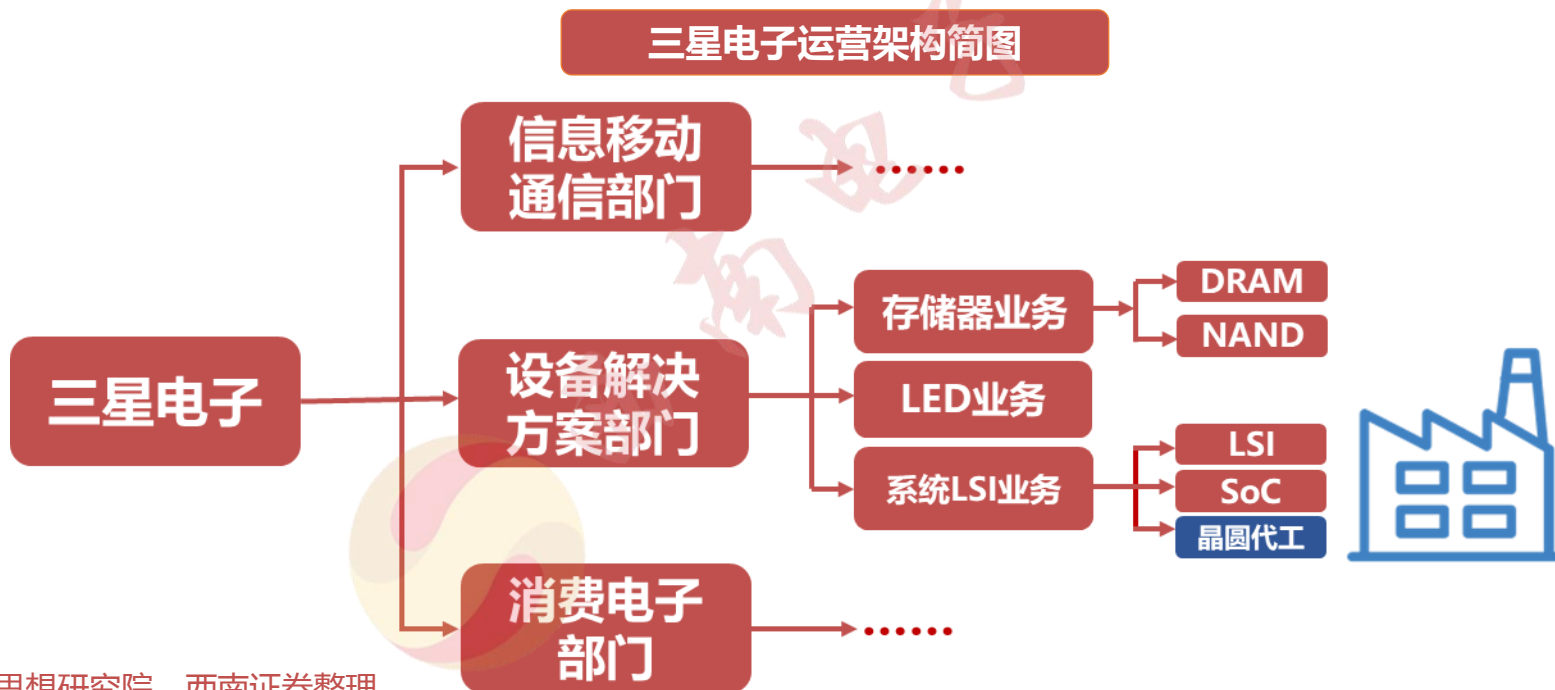 三星电子运营架构简图
信息移动
通信部门
......
存储器业务
DRAM
NAND
三星电子
设备解决
方案部门
LED业务
系统LSI业务
LSI
SoC
晶圆代工
消费电子
部门
......
思想研究院，西南证券整理